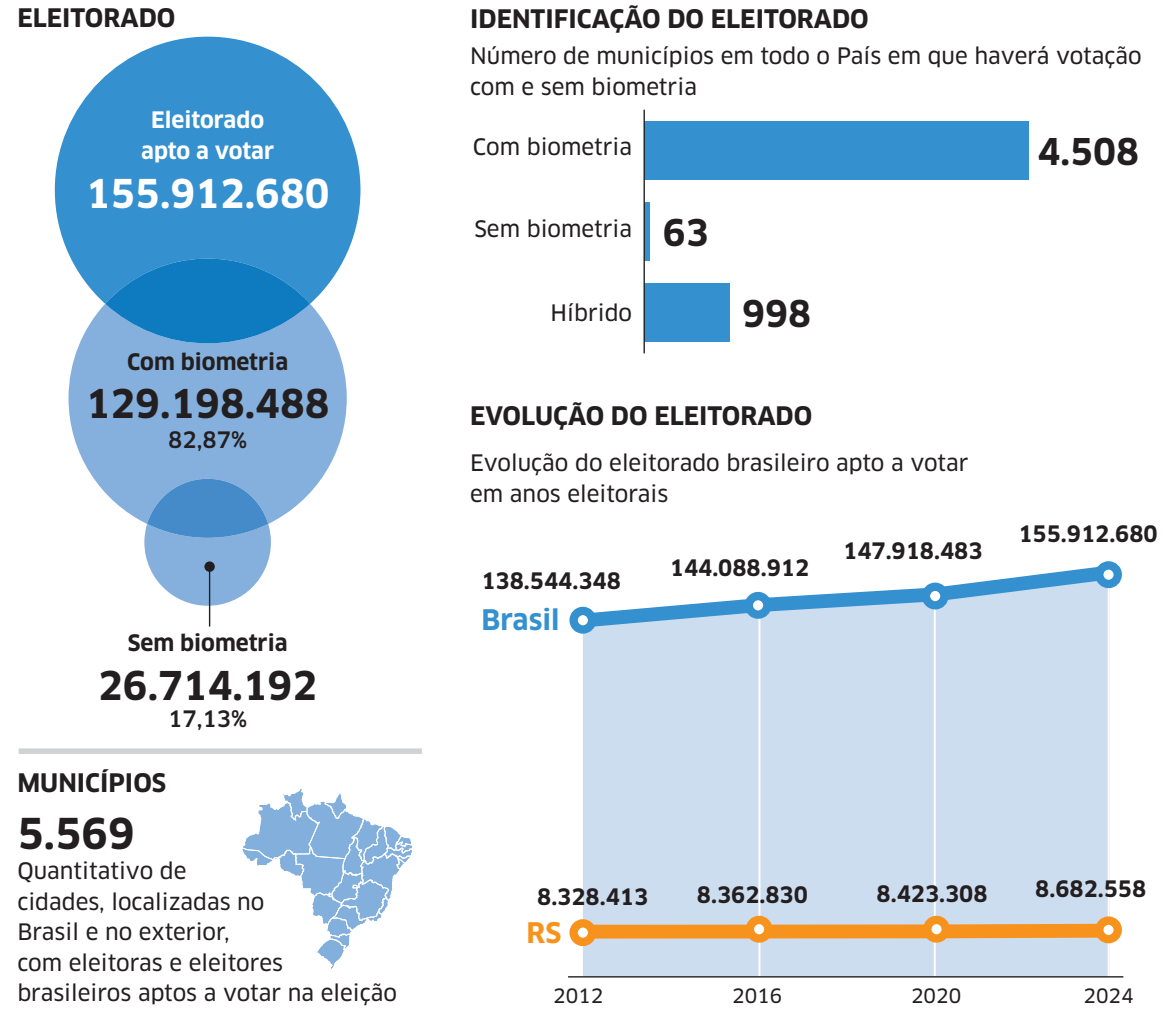 ELEITORADO
Eleitorado
apto a votar
155.912.680
Com biometria
129.198.488
82,87%
Sem biometria
26.714.192
17,13%
MUNICÍPIOS
5.569
Quantitativo de
cidades, localizadas no
Brasil e no exterior,
com eleitoras e eleitores
brasileiros aptos a votar na eleição
IDENTIFICAÇÃO DO ELEITORADO
Número de municípios em todo o País em que haverá votação
com e sem biometria
Com biometria 4.508
Sem biometria 63
Híbrido 998
EVOLUÇÃO DO ELEITORADO
Evolução do eleitorado brasileiro apto a votar
em anos eleitorais
138.544.348 144.088.912 147.918.483 155.912.680
Brasil
8.328.413 8.362.830 8.423.308 8.682.558
RS
2012 2016 2020 2024